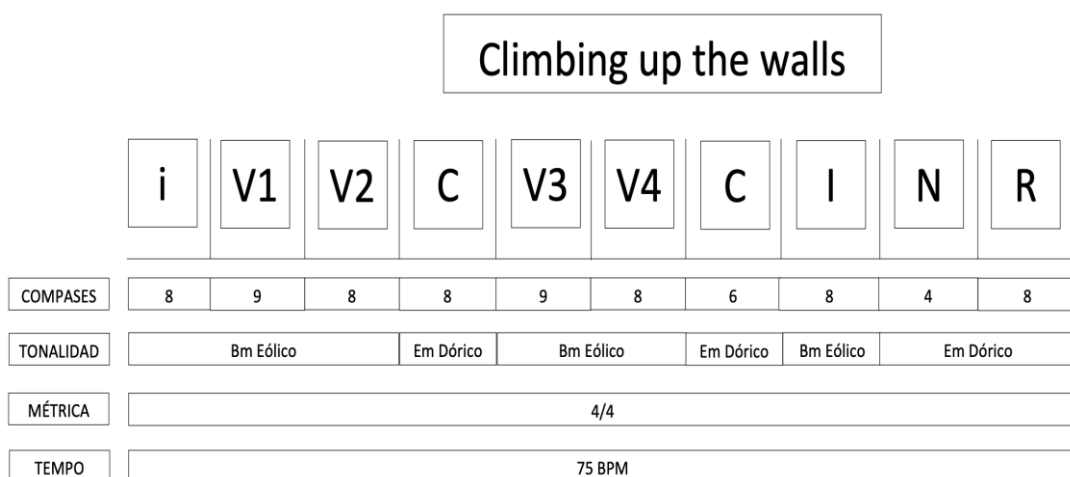 Climbing up the walls
i V1 V2 C V3 V4 C I N R
COMPASES 8 9 8 8 9 8 6 8 4 8
TONALIDAD Bm Eólico Em Dórico Bm Eólico Em Dórico Bm Eólico Em Dórico
MÉTRICA 4/4
TEMPO 75 BPM